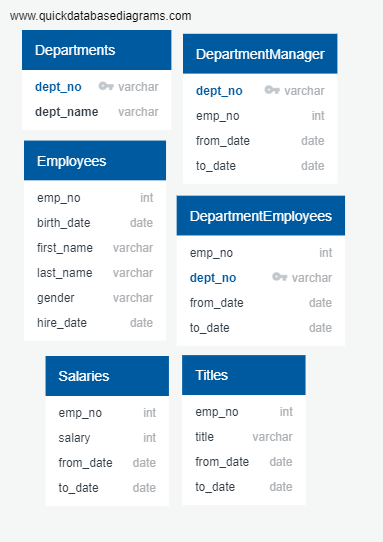 www.quickdatabasediagrams.com
Departments
dept_no varchar
dept_name varchar
DepartmentManager
dept_no varchar
emp_no int
from_date date
to_date date
Employees
emp_no int
birth_date date
first_name varchar
last_name varchar
gender varchar
hire_date date
DepartmentEmployees
emp_no int
dept_no varchar
from_date date
to_date date
Salaries
emp_no int
salary int
from_date date
to_date date
Titles
emp_no int
title varchar
from_date date
to_date date